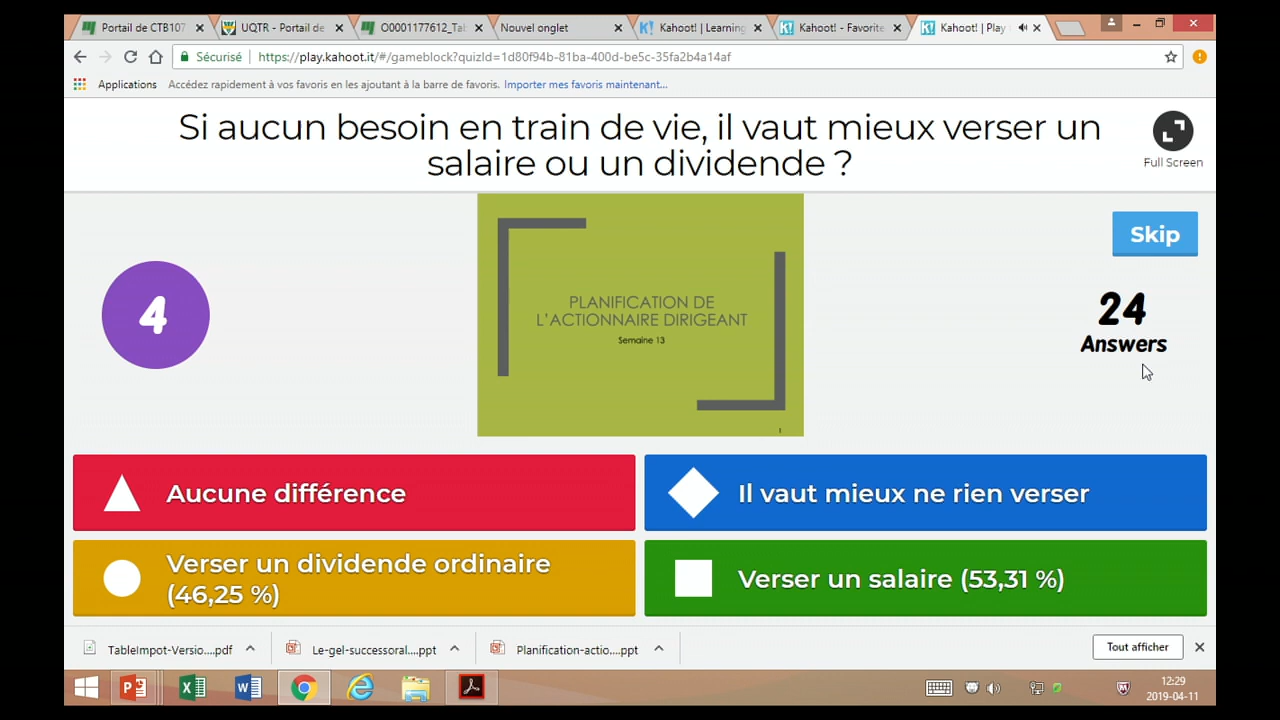 Portail de CTB107
UQTR - Portail de
O0001177612_Tab
Nouvel onglet
Kahoot! | Learning
Kahoot! - Favorite
Kahoot! | Play
Sécurisé
https://play.kahoot.it/#/gameblock?quizId=1d80f94b-81ba-400d-be5c-35fa2b4a14af
Applications
Accédez rapidement à vos favoris en les ajoutant à la barre de favoris. Importer mes favoris maintenant...
Si aucun besoin en train de vie, il vaut mieux verser un
salaire ou un dividende ?
Full Screen
Skip
4
PLANIFICATION DE
L'ACTIONNAIRE DIRIGEANT
Semaine 13
1
24
Answers
Aucune différence
Il vaut mieux ne rien verser
Verser un dividende ordinaire
(46,25 %)
Verser un salaire (53,31 %)
TableImpot-Versio....pdf
Le-gel-successoral....ppt
Planification-actio....ppt
Tout afficher
12:29
2019-04-11